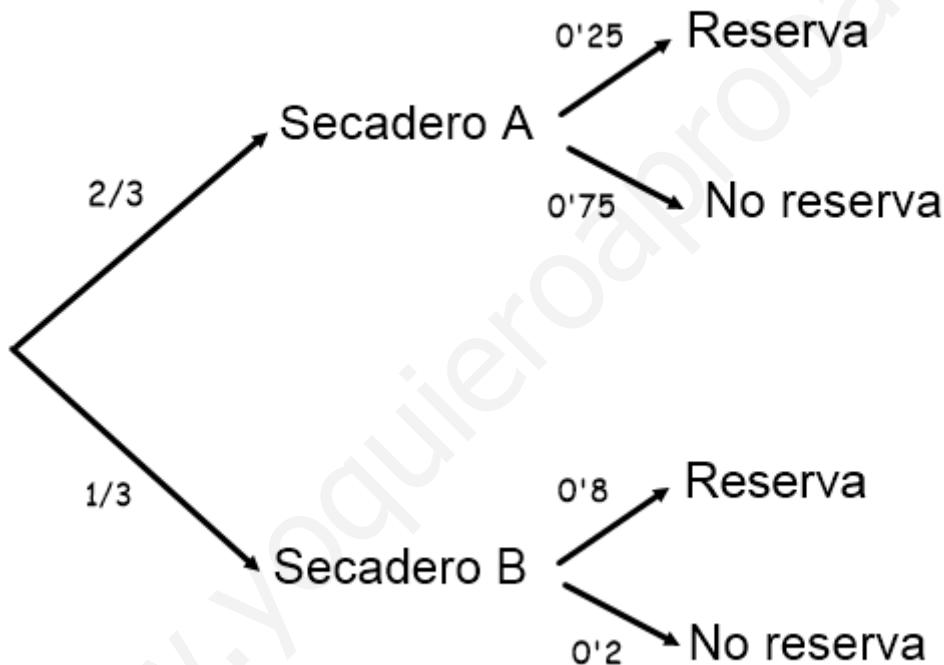 0'25 Reserva
Secadero A
2/3
0'75 No reserva
1/3
0'8 Reserva
Secadero B
0'2 No reserva
w.yoquieroaproba